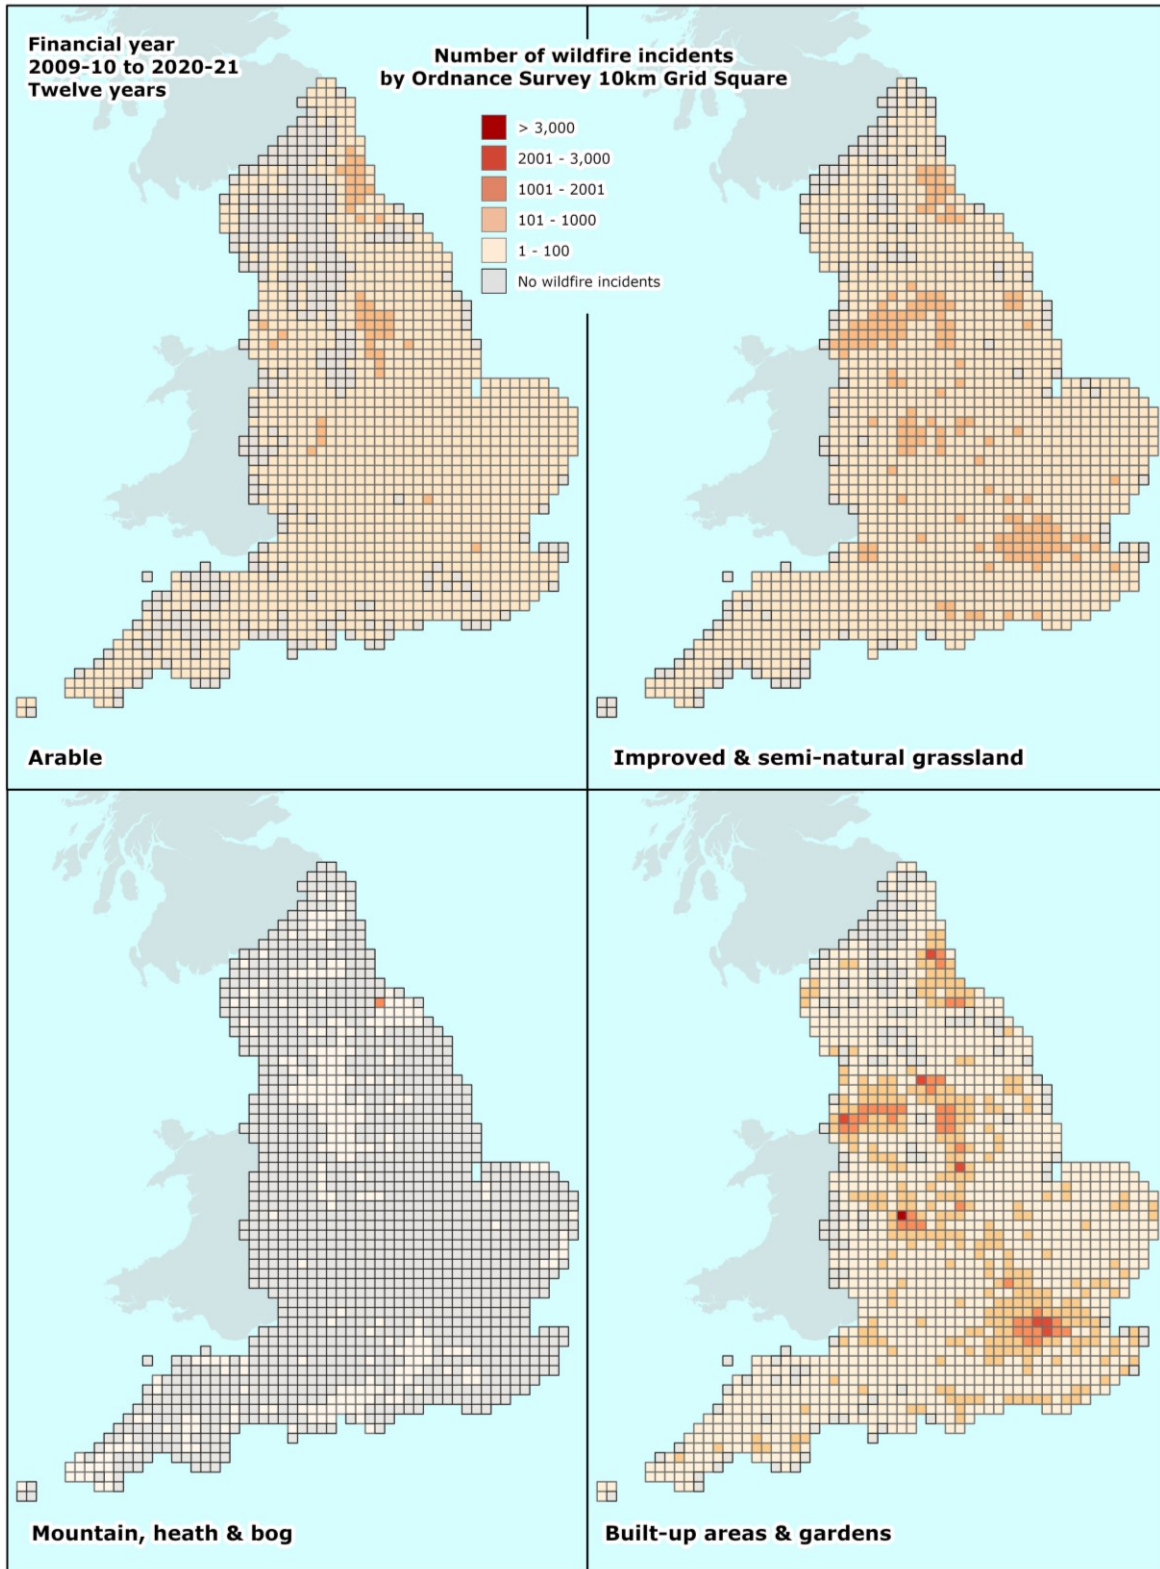 Financial year
2009-10 to 2020-21
Twelve years
Number of wildfire incidents
by Ordnance Survey 10km Grid Square
> 3,000
2001 - 3,000
1001 - 2001
101 - 1000
1 - 100
No wildfire incidents
Arable
Improved & semi-natural grassland
Mountain, heath & bog
Built-up areas & gardens